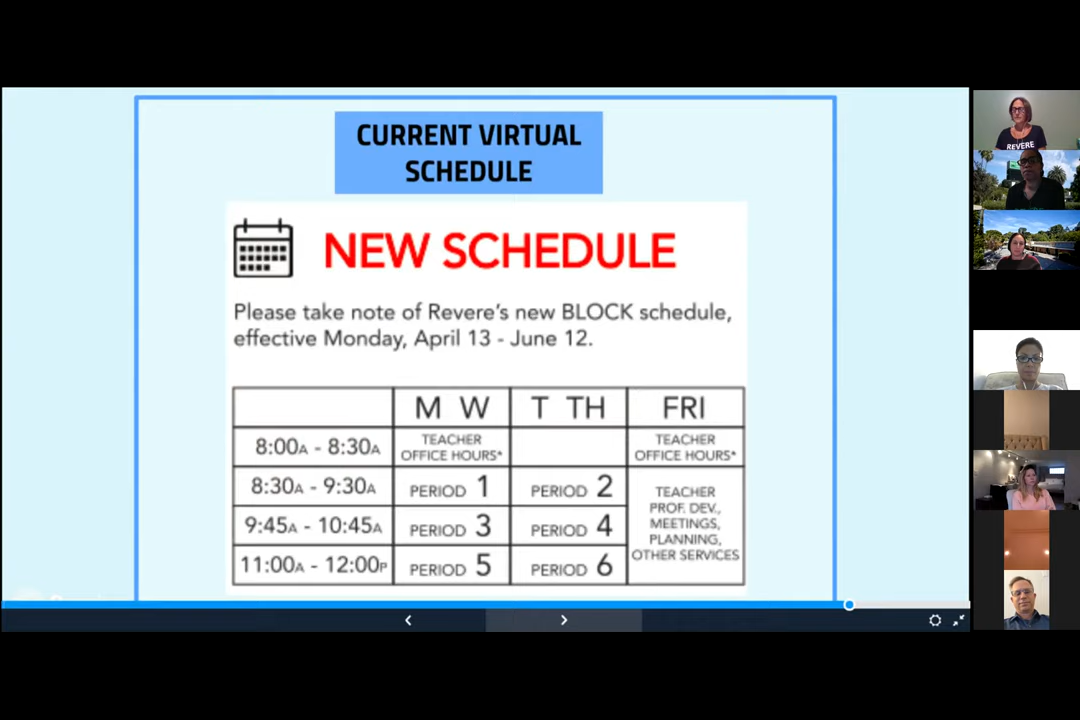 CURRENT VIRTUAL
SCHEDULE
NEW SCHEDULE
Please take note of Revere's new BLOCK schedule,
effective Monday, April 13 - June 12.
M W T TH FRI
8:00A - 8:30A TEACHER OFFICE HOURS* TEACHER OFFICE HOURS*
8:30A - 9:30A PERIOD 1 PERIOD 2
9:45A - 10:45A PERIOD 3 PERIOD 4
11:00A - 12:00P PERIOD 5 PERIOD 6
TEACHER
PROF. DEV.,
MEETINGS,
PLANNING,
OTHER SERVICES
REVERE